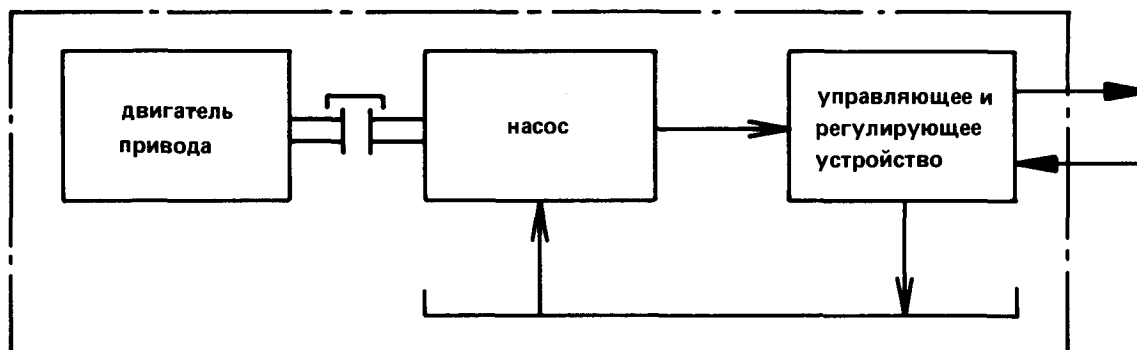 двигатель
привода
насос
управляющее и
регулирующее
устройство